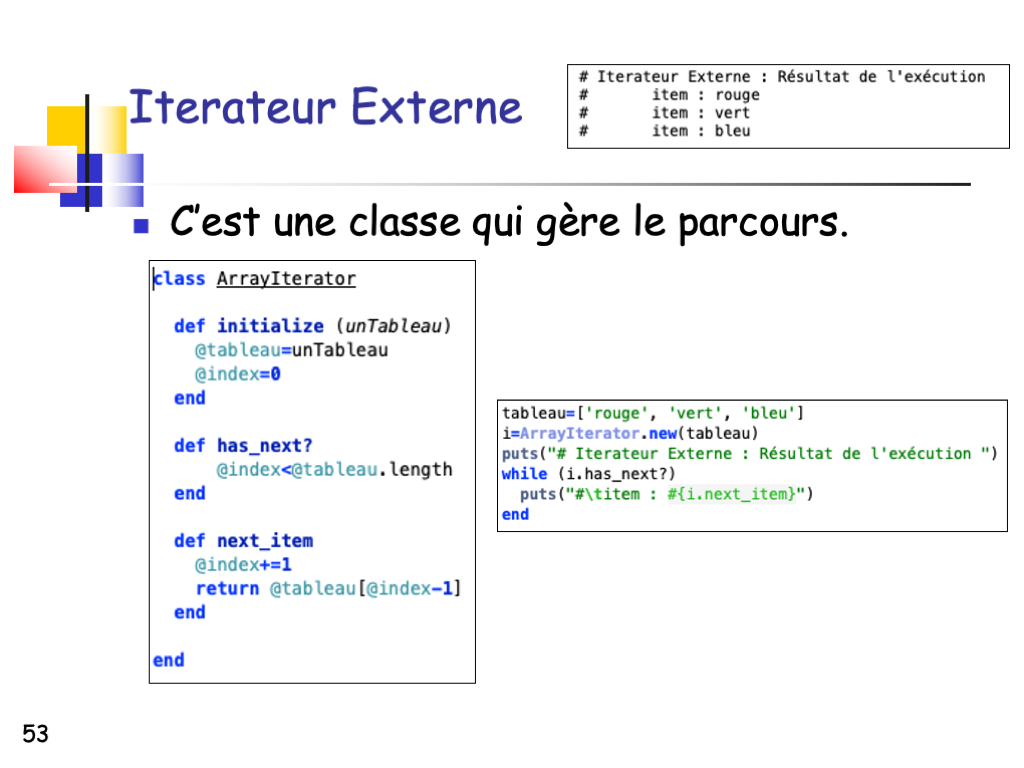 Iterateur Externe
# Iterateur Externe : Résultat de l'exécution
#       item : rouge
#       item : vert
#       item : bleu
C'est une classe qui gère le parcours.
class ArrayIterator
  def initialize (unTableau)
    @tableau=unTableau
    @index=0
  end
  def has_next?
      @index<@tableau.length
  end
  def next_item
    @index+=1
    return @tableau[@index-1]
  end
end
tableau=['rouge', 'vert', 'bleu']
i=ArrayIterator.new(tableau)
puts("# Iterateur Externe : Résultat de l'exécution ")
while (i.has_next?)
  puts("#\titem : #{i.next_item}")
end
53